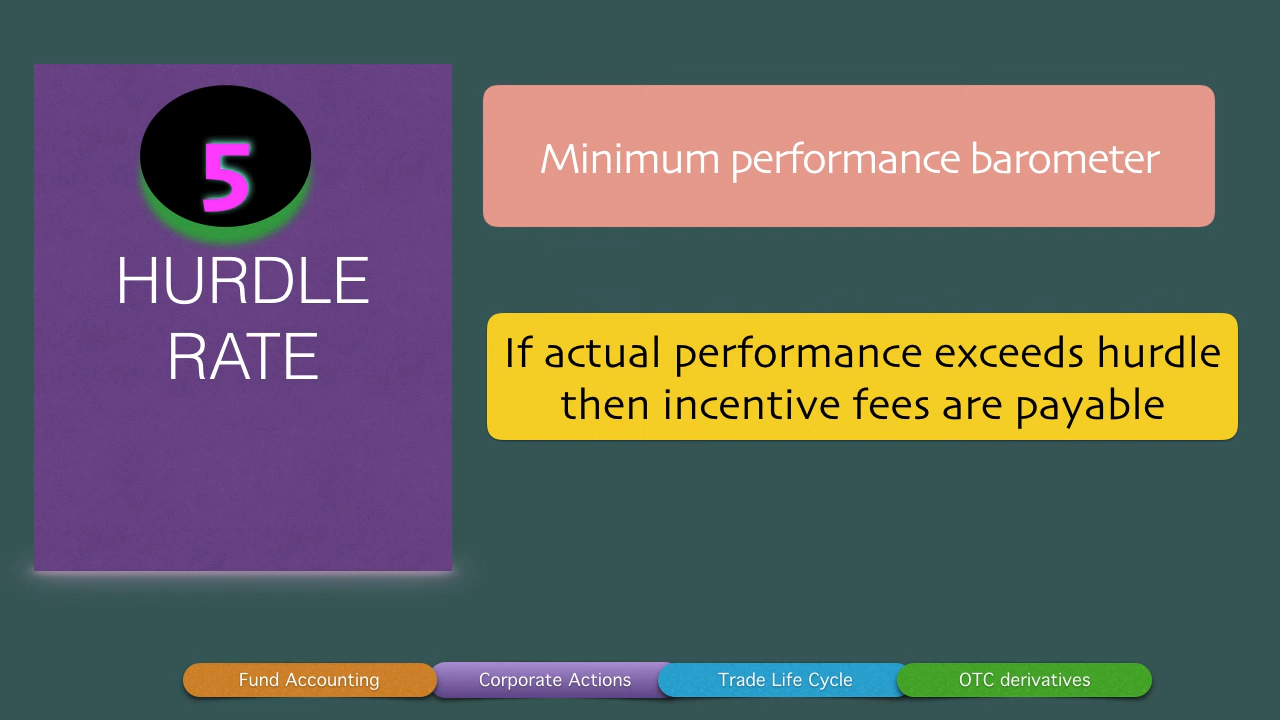 5
HURDLE
RATE
Minimum performance barometer
If actual performance exceeds hurdle
then incentive fees are payable
Fund Accounting
Corporate Actions
Trade Life Cycle
OTC derivatives